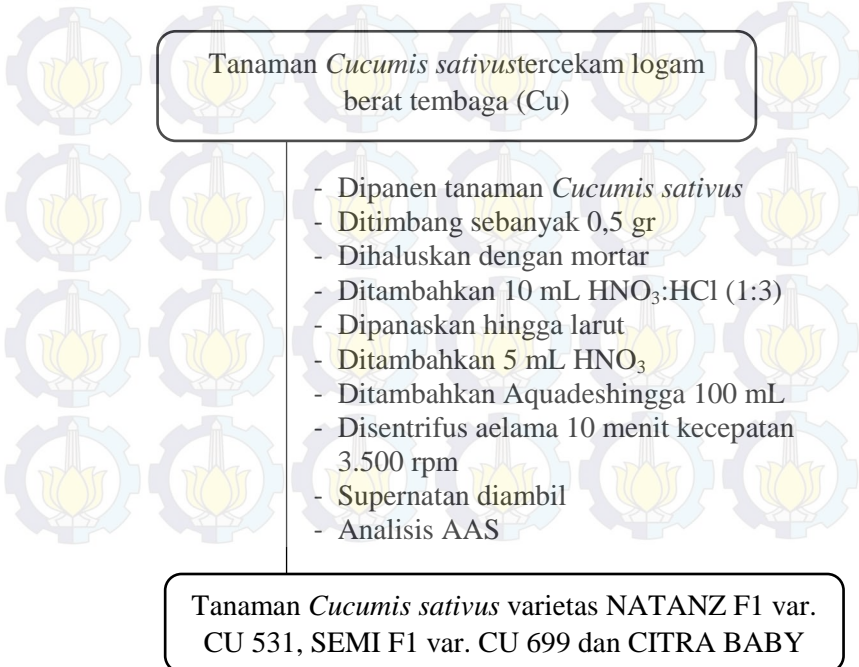 Tanaman Cucumis sativustercekam logam
berat tembaga (Cu)
- Dipanen tanaman Cucumis sativus
- Ditimbang sebanyak 0,5 gr
- Dihaluskan dengan mortar
- Ditambahkan 10 mL HNO₃:HCl (1:3)
- Dipanaskan hingga larut
- Ditambahkan 5 mL HNO₃
- Ditambahkan Aquadeshingga 100 mL
- Disentrifus aelama 10 menit kecepatan
3.500 rpm
- Supernatan diambil
- Analisis AAS
Tanaman Cucumis sativus varietas NATANZ F1 var.
CU 531, SEMI F1 var. CU 699 dan CITRA BABY